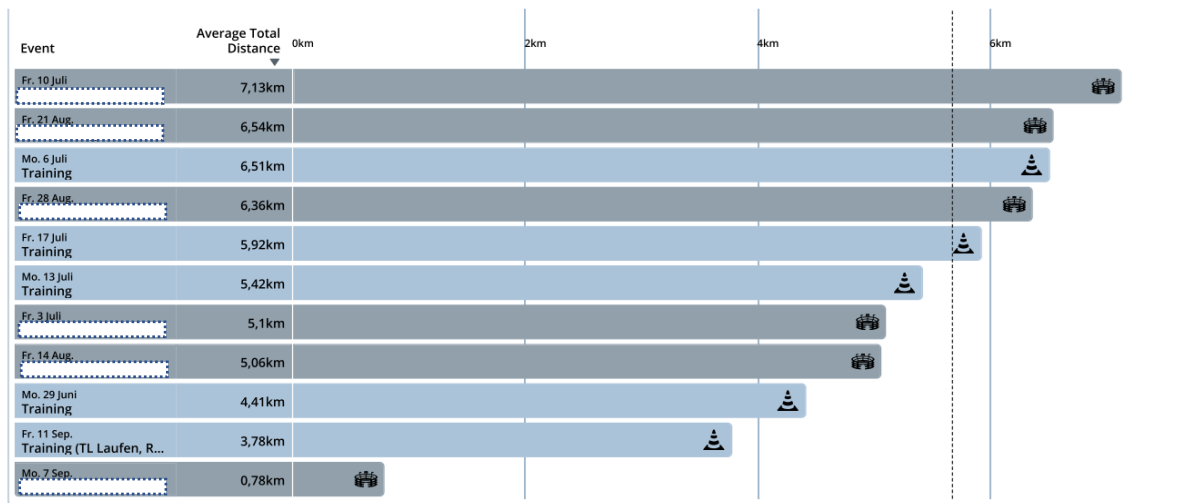 Event
Average Total
Distance
0km
2km
4km
6km
Fr. 10 Juli
7,13km
Fr. 21 Aug.
6,54km
Mo. 6 Juli
Training
6,51km
Fr. 28 Aug.
6,36km
Fr. 17 Juli
Training
5,92km
Mo. 13 Juli
Training
5,42km
Fr. 3 Juli
5,1km
Fr. 14 Aug.
5,06km
Mo. 29 Juni
Training
4,41km
Fr. 11 Sep.
Training (TL Laufen, R...
3,78km
Mo. 7 Sep.
0,78km